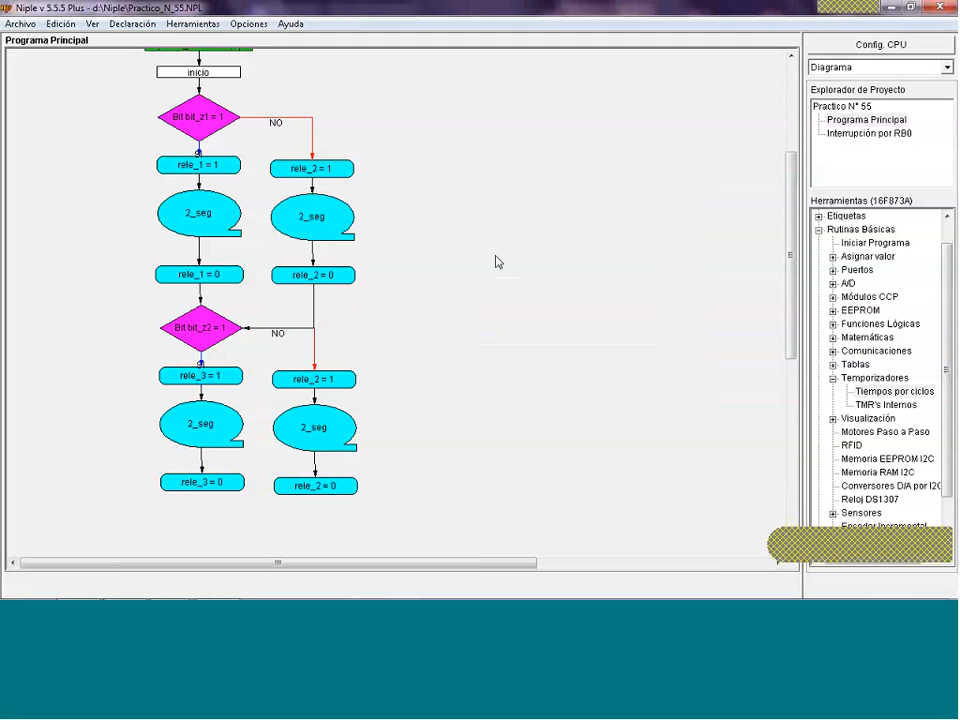 Niple v 5.5.5 Plus - d:\Niple\Practico_N_55.NPL
Archivo Edición Ver Declaración Herramientas Opciones Ayuda
Programa Principal
inicio
Bit bit_z1 = 1
NO
rele_1 = 1
rele_2 = 1
2_seg
2_seg
rele_1 = 0
rele_2 = 0
Bit bit_z2 = 1
NO
rele_3 = 1
rele_2 = 1
2_seg
2_seg
rele_3 = 0
rele_2 = 0
Config. CPU
Diagrama
Explorador de Proyecto
Practico N° 55
Programa Principal
Interrupción por RB0
Herramientas (16F873A)
Etiquetas
Rutinas Básicas
Iniciar Programa
Asignar valor
Puertos
A/D
Módulos CCP
EEPROM
Funciones Lógicas
Matemáticas
Comunicaciones
Tablas
Temporizadores
Tiempos por ciclos
TMR's Internos
Visualización
Motores Paso a Paso
RFID
Memoria EEPROM I2C
Memoria RAM I2C
Conversores D/A por I2C
Reloj DS1307
Sensores
Encoder Incremental